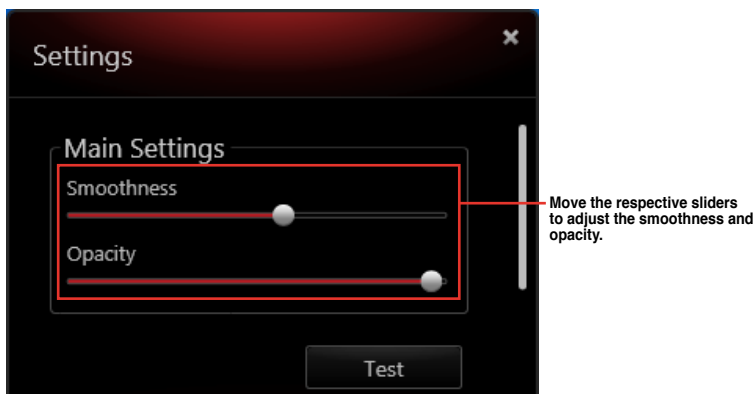 Settings
Main Settings
Smoothness
Opacity
Move the respective sliders
to adjust the smoothness and
opacity.
Test